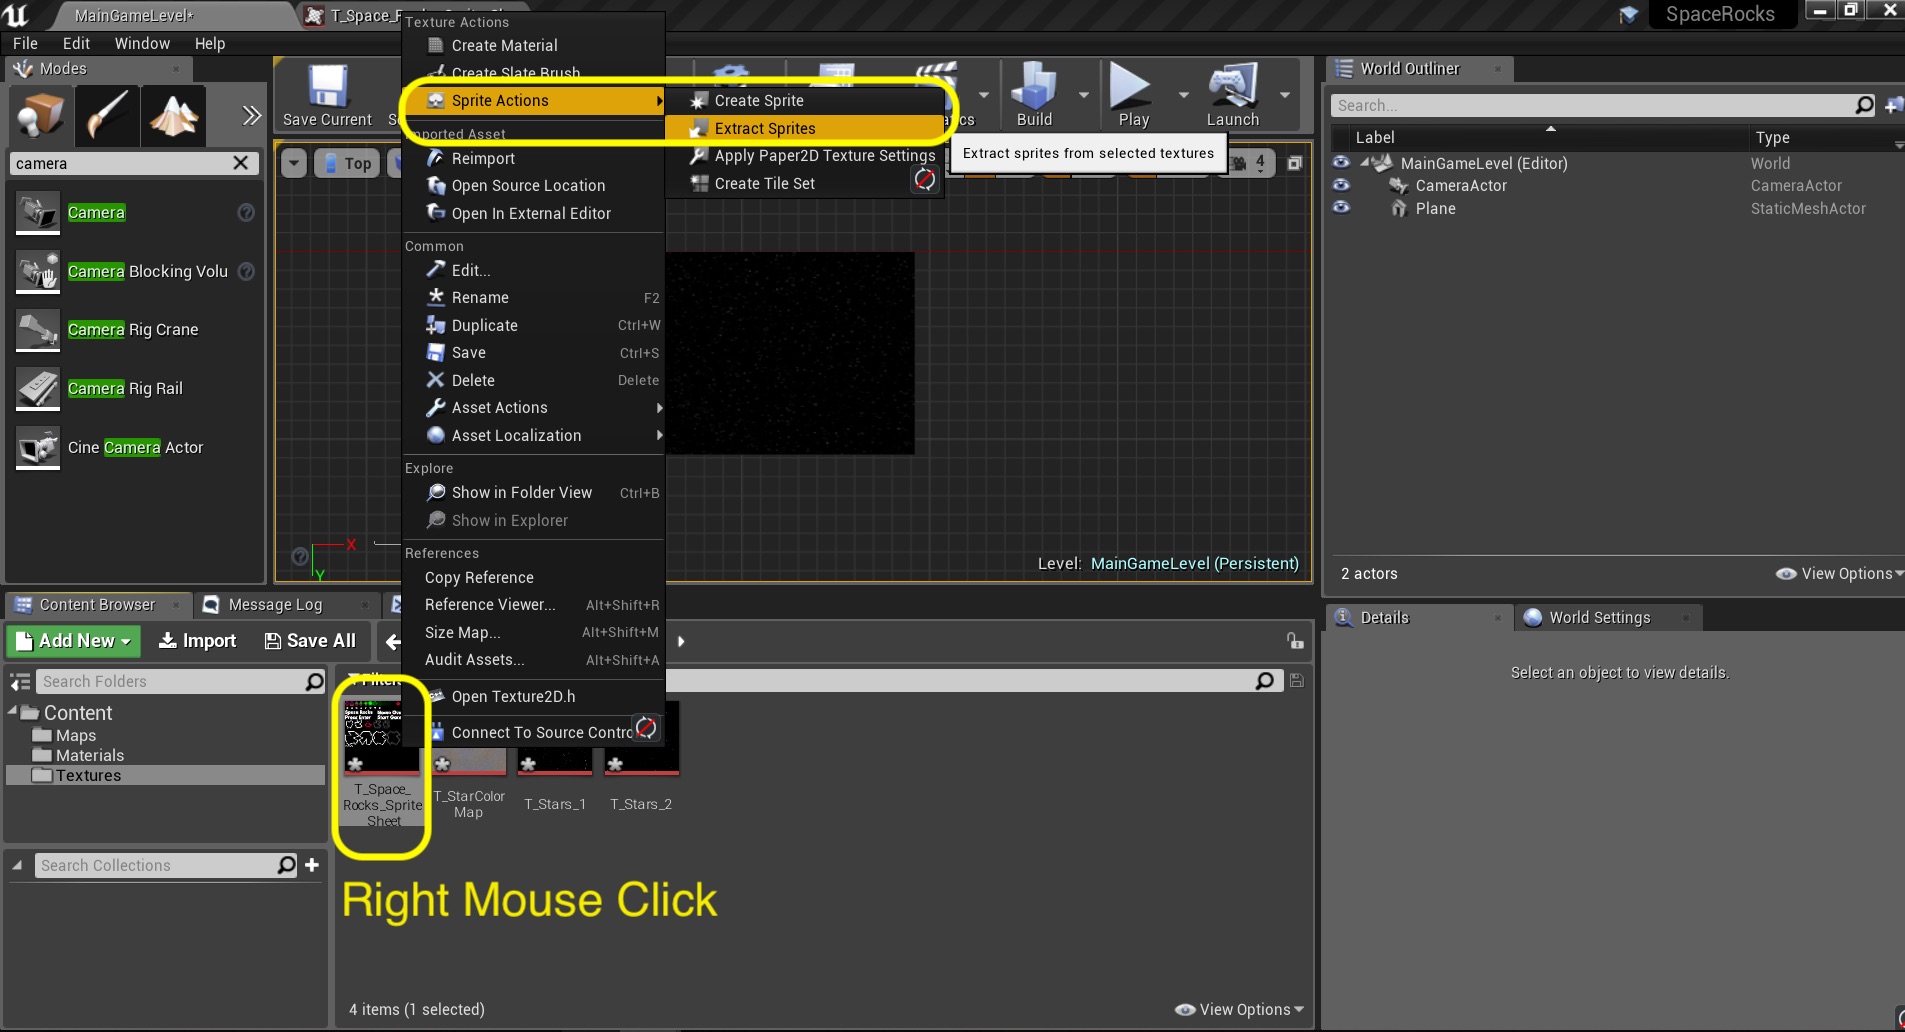 MainGameLevel*
SpaceRocks
File Edit Window Help
Modes
camera
Camera
Camera Blocking Volu
Camera Rig Crane
Camera Rig Rail
Cine Camera Actor
Save Current
Build
Play
Launch
Top
4
Texture Actions
Create Material
Create Slate Brush
Sprite Actions
Imported Asset
Reimport
Open Source Location
Open In External Editor
Common
Edit...
Rename F2
Duplicate Ctrl+W
Save Ctrl+S
Delete Delete
Asset Actions
Asset Localization
Explore
Show in Folder View Ctrl+B
Show in Explorer
References
Copy Reference
Reference Viewer... Alt+Shift+R
Size Map... Alt+Shift+M
Audit Assets... Alt+Shift+A
Open Texture2D.h
Connect To Source Contro
Create Sprite
Extract Sprites
Apply Paper2D Texture Settings
Create Tile Set
Extract sprites from selected textures
X
Y
Level: MainGameLevel (Persistent)
World Outliner
Search...
Label Type
MainGameLevel (Editor) World
CameraActor CameraActor
Plane StaticMeshActor
2 actors
View Options
Details
World Settings
Select an object to view details.
Content Browser
Message Log
Add New
Import
Save All
Search Folders
Filters
Content
Maps
Materials
Textures
Search Collections
Space Rocks
Press Enter
T_Space_
Rocks_Sprite
Sheet
T_StarColor
Map
T_Stars_1
T_Stars_2
Right Mouse Click
4 items (1 selected)
View Options